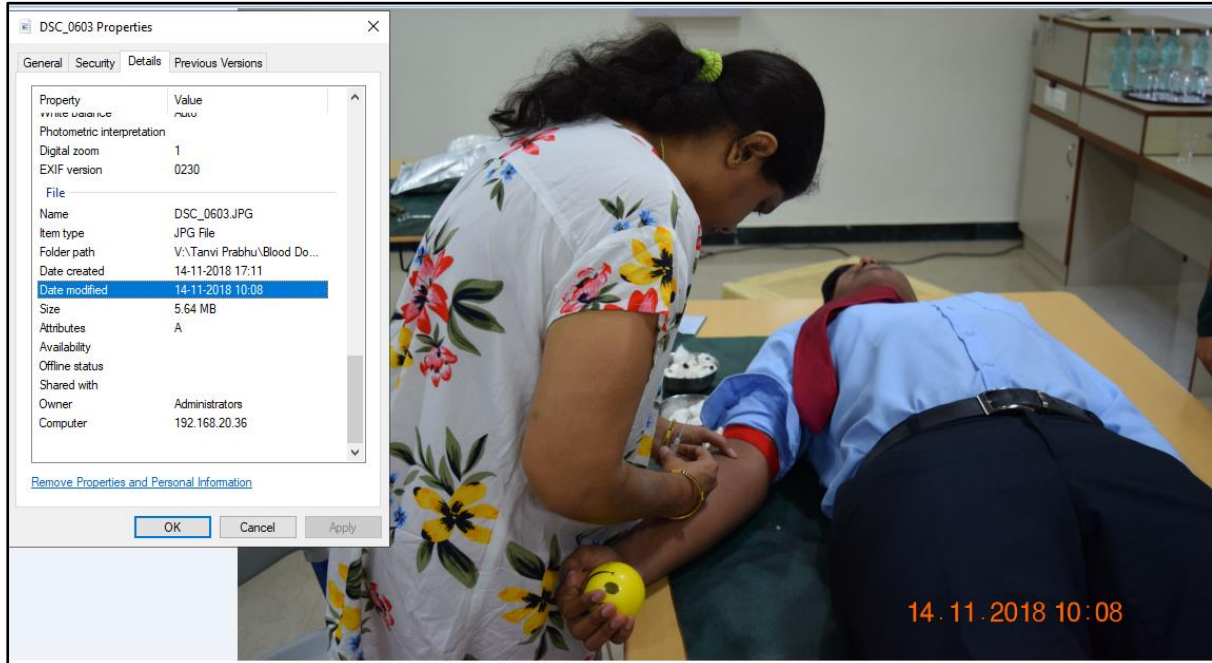 DSC_0603 Properties
General Security Details Previous Versions
Property Value
White balance Auto
Photometric interpretation
Digital zoom 1
EXIF version 0230
File
Name DSC_0603.JPG
Item type JPG File
Folder path V:\Tanvi Prabhu\Blood Do...
Date created 14-11-2018 17:11
Date modified 14-11-2018 10:08
Size 5.64 MB
Attributes A
Availability
Offline status
Shared with
Owner Administrators
Computer 192.168.20.36
Remove Properties and Personal Information
OK Cancel Apply
14.11.2018 10:08